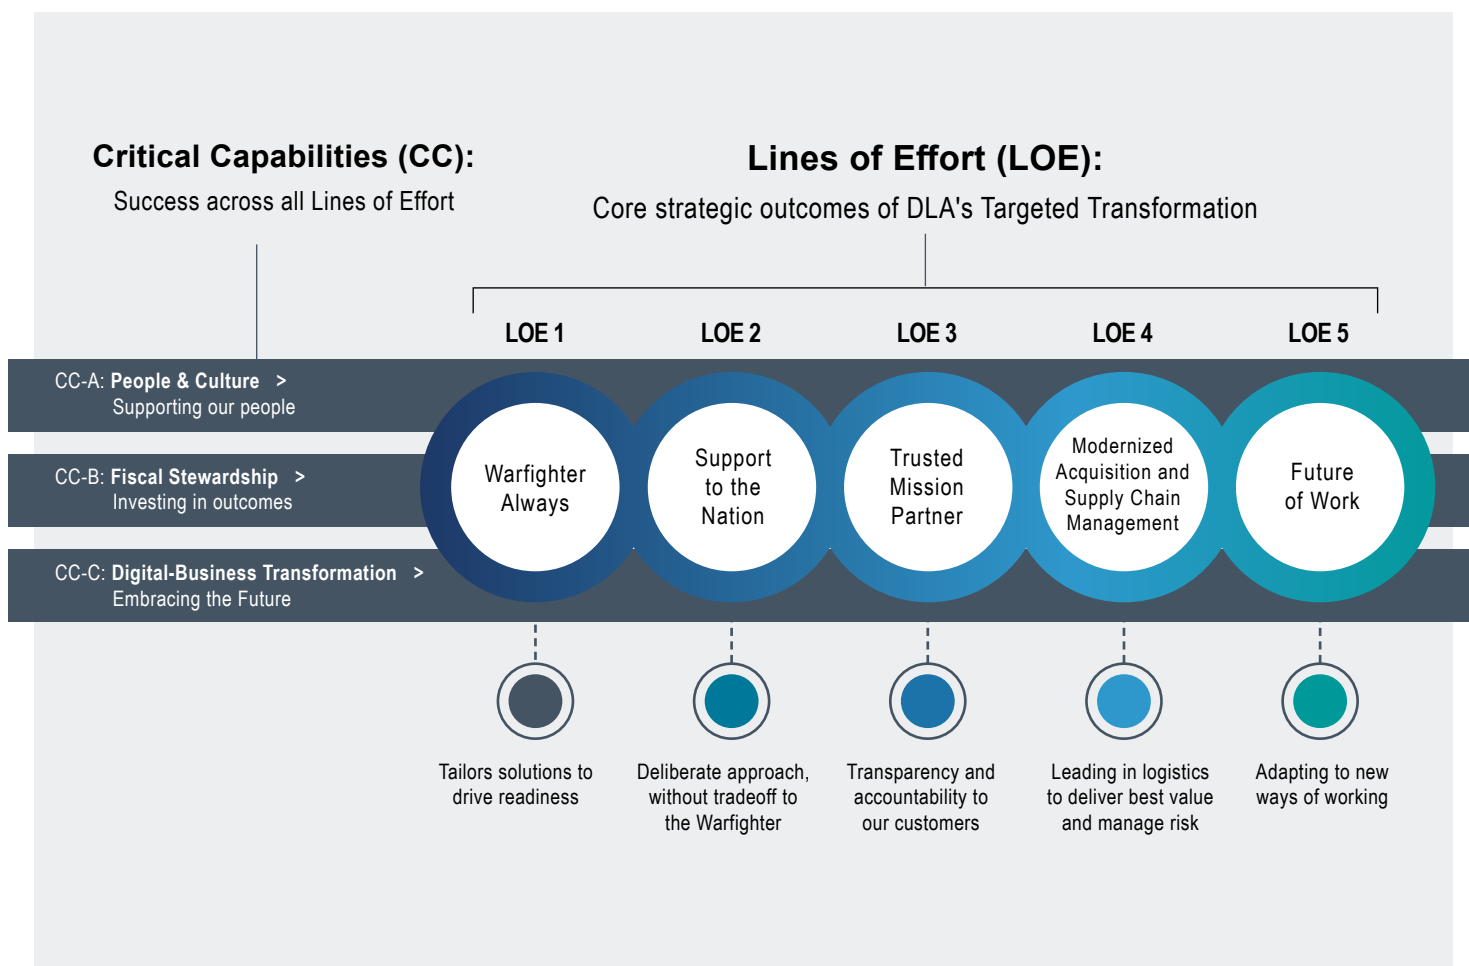 Critical Capabilities (CC):
Success across all Lines of Effort
Lines of Effort (LOE):
Core strategic outcomes of DLA's Targeted Transformation
LOE 1
LOE 2
LOE 3
LOE 4
LOE 5
CC-A: People & Culture >
Supporting our people
CC-B: Fiscal Stewardship >
Investing in outcomes
CC-C: Digital-Business Transformation >
Embracing the Future
Warfighter
Always
Support
to the
Nation
Trusted
Mission
Partner
Modernized
Acquisition and
Supply Chain
Management
Future
of Work
Tailors solutions to
drive readiness
Deliberate approach,
without tradeoff to
the Warfighter
Transparency and
accountability to
our customers
Leading in logistics
to deliver best value
and manage risk
Adapting to new
ways of working